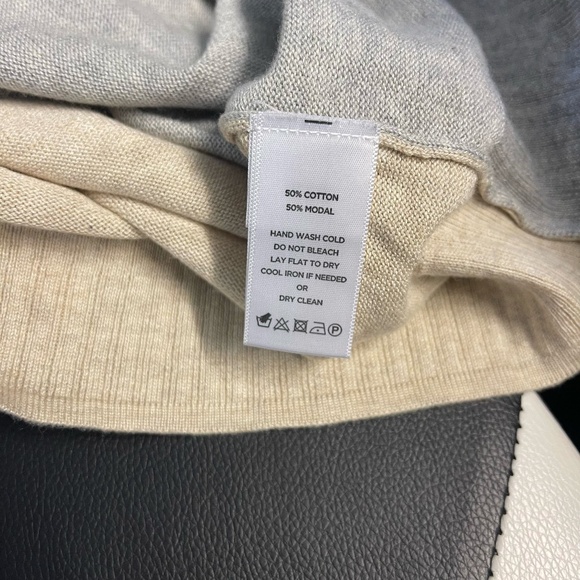 50% COTTON
50% MODAL
HAND WASH COLD
DO NOT BLEACH
LAY FLAT TO DRY
COOL IRON IF NEEDED
OR
DRY CLEAN
P